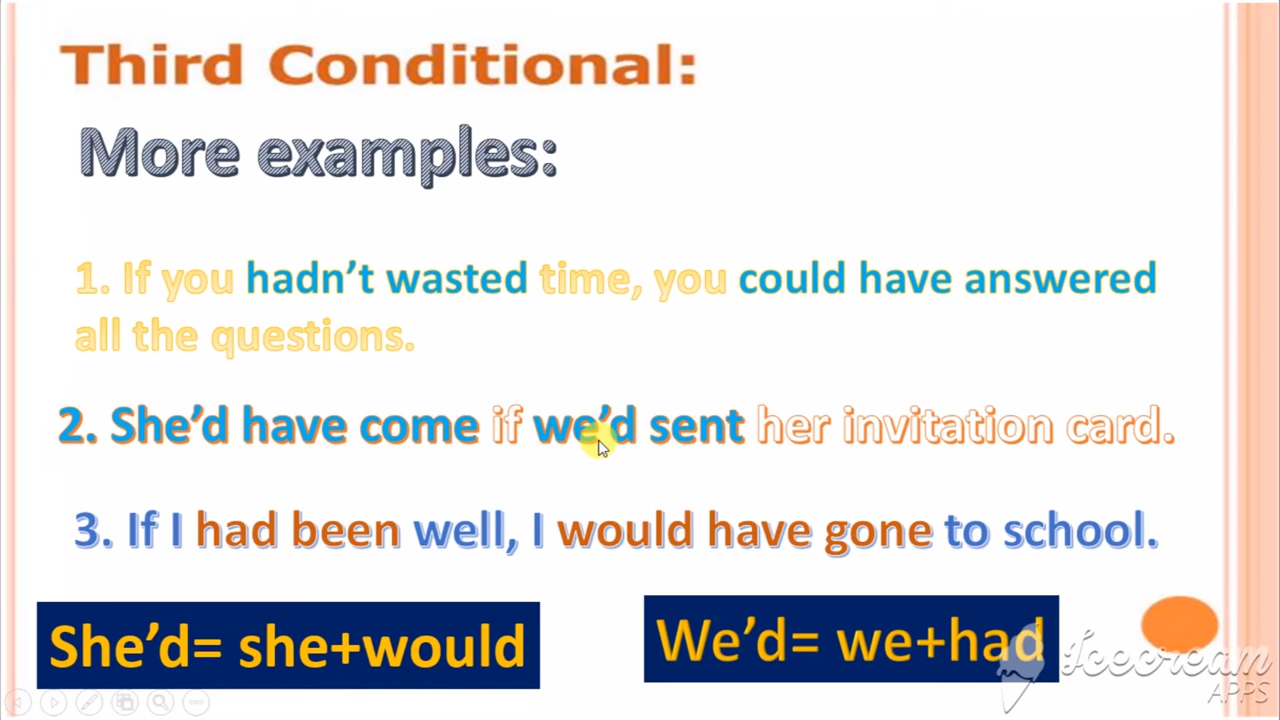 Third Conditional:
More examples:
1. If you hadn't wasted time, you could have answered
all the questions.
2. She'd have come if we'd sent her invitation card.
3. If I had been well, I would have gone to school.
She'd= she+would
We'd= we+had
Icecream
APPS